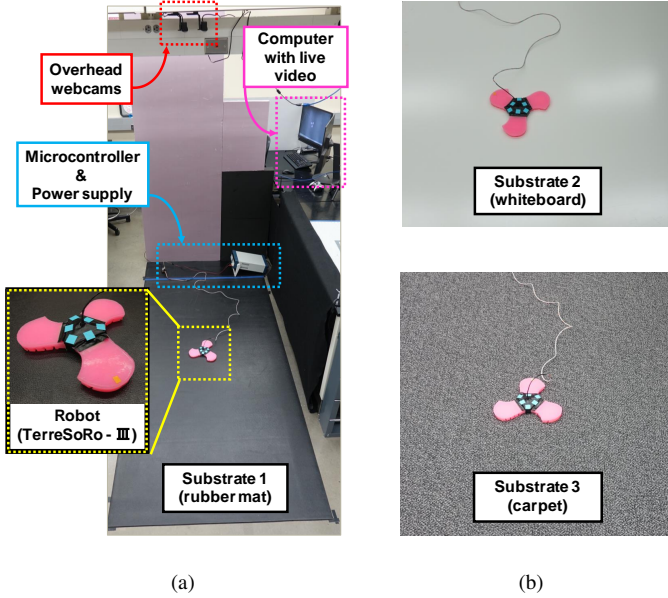 Overhead
webcams
Computer
with live
video
Microcontroller
&
Power supply
Robot
(TerreSoRo - Ⅲ)
Substrate 1
(rubber mat)
(a)
Substrate 2
(whiteboard)
Substrate 3
(carpet)
(b)